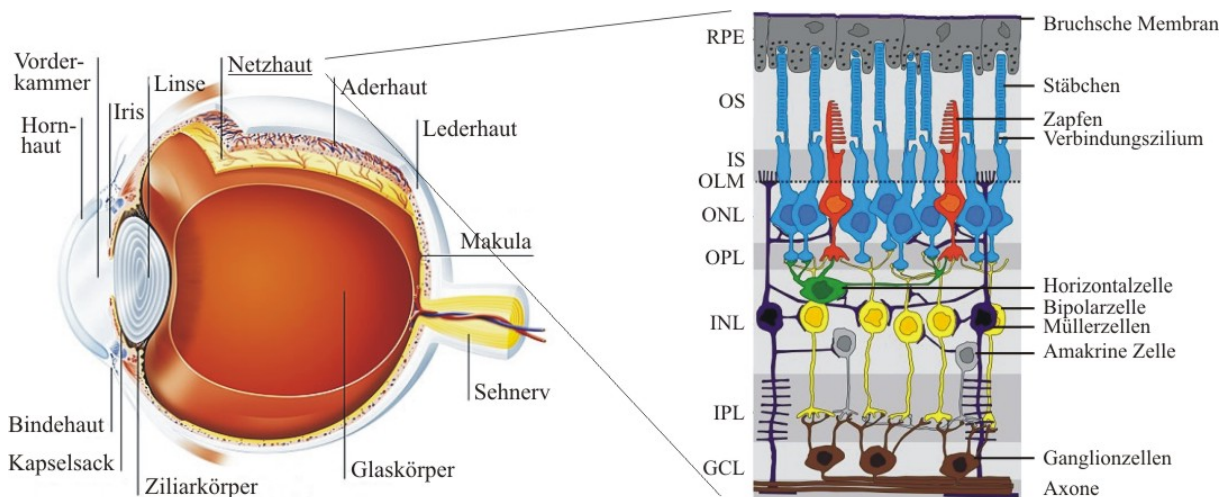 Vorder-
kammer
Linse
Netzhaut
Iris
Aderhaut
Horn-
haut
Lederhaut
Makula
Sehnerv
Bindehaut
Kapselsack
Ziliarkörper
Glaskörper
RPE
OS
IS
OLM
ONL
OPL
INL
IPL
GCL
Bruchsche Membran
Stäbchen
Zapfen
Verbindungszilium
Horizontalzelle
Bipolarzelle
Müllerzellen
Amakrine Zelle
Ganglionzellen
Axone